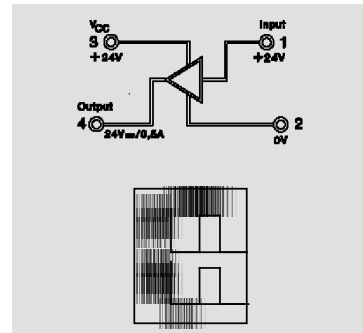 VCC Input
3 1
+24V +24V
Output
4 2
24V=/0,5A 0V